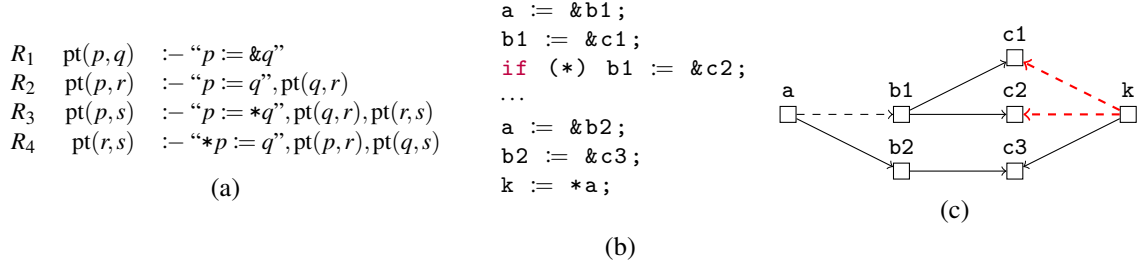 R1 pt(p,q) :– “p := &q”
R2 pt(p,r) :– “p := q”, pt(q,r)
R3 pt(p,s) :– “p := *q”, pt(q,r), pt(r,s)
R4 pt(r,s) :– “*p := q”, pt(p,r), pt(q,s)
(a)
a := &b1;
b1 := &c1;
if (*) b1 := &c2;
...
a := &b2;
b2 := &c3;
k := *a;
(b)
c1
a b1 c2 k
b2 c3
(c)